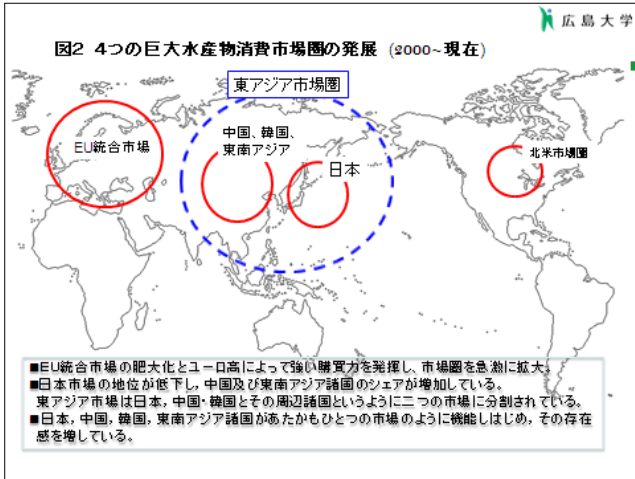 広島大学
図2 4つの巨大水産物消費市場圏の発展 (2000~現在)
東アジア市場圏
中国、韓国、
東南アジア
EU統合市場
日本
北米市場圏
■EU統合市場の肥大化とユーロ高によって強い購買力を発揮し、市場圏を急激に拡大。
■日本市場の地位が低下し,中国及び東南アジア諸国のシェアが増加している。
東アジア市場は日本,中国・韓国とその周辺諸国というように二つの市場に分割されている。
■日本,中国,韓国,東南アジア諸国があたかもひとつの市場のように機能しはじめ,その存在
感を増している。